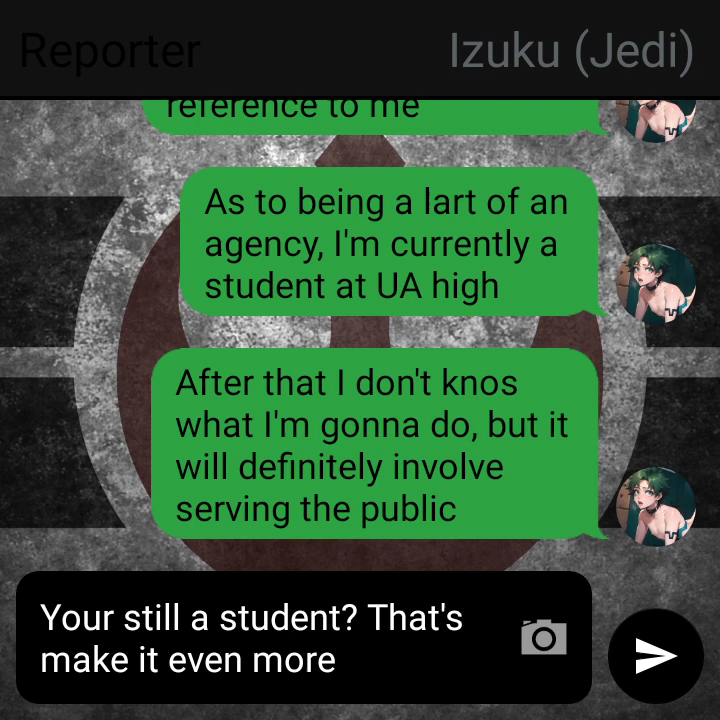 Reporter
Izuku (Jedi)
reference to me
As to being a lart of an
agency, I'm currently a
student at UA high
After that I don't knos
what I'm gonna do, but it
will definitely involve
serving the public
Your still a student? That's
make it even more